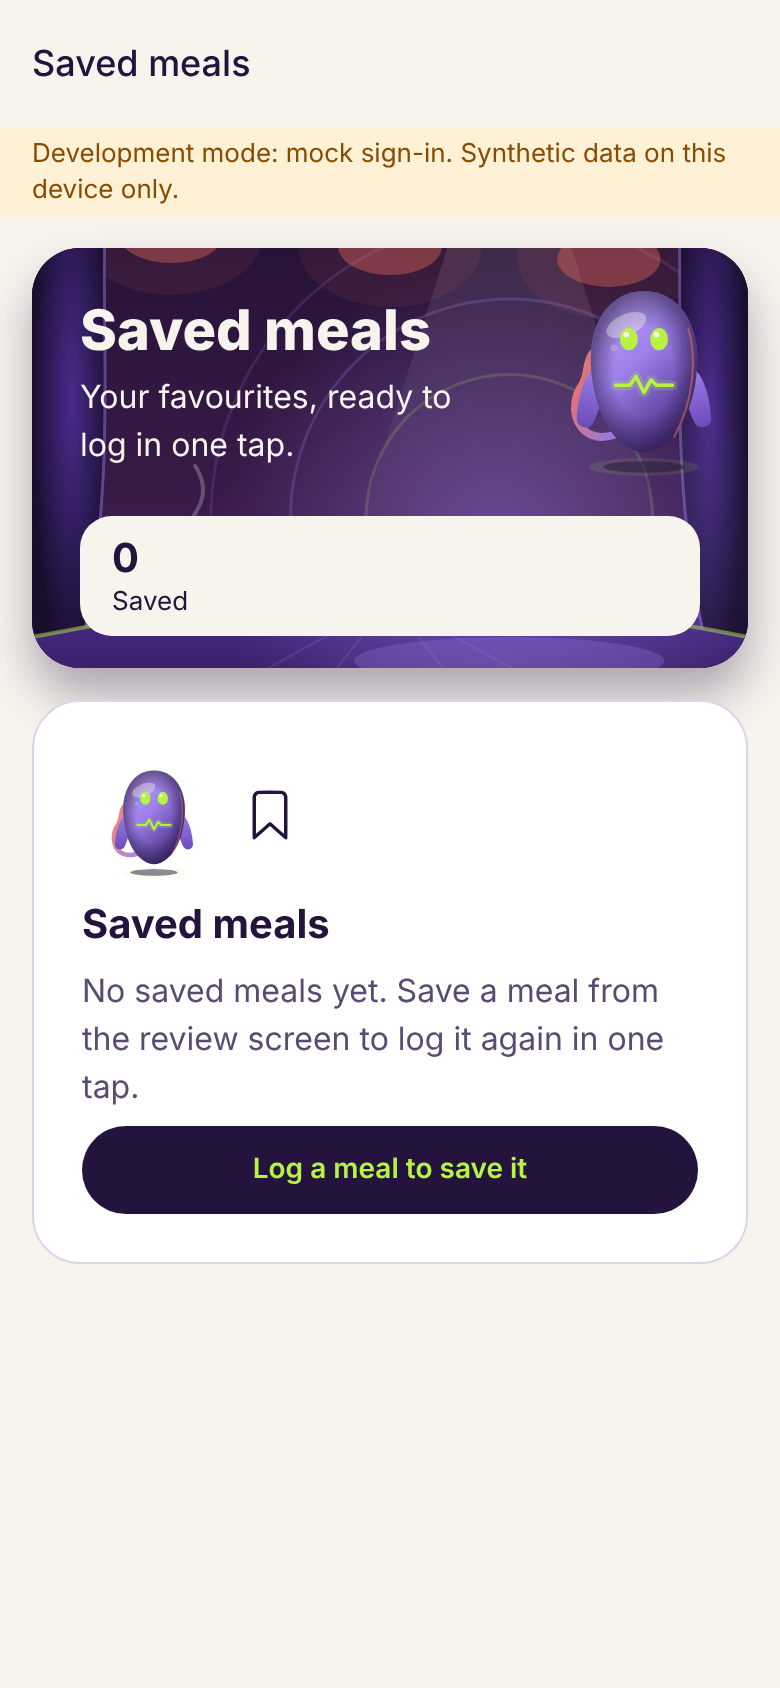 Saved meals
Development mode: mock sign-in. Synthetic data on this
device only.
Saved meals
Your favourites, ready to
log in one tap.
0
Saved
Saved meals
No saved meals yet. Save a meal from
the review screen to log it again in one
tap.
Log a meal to save it